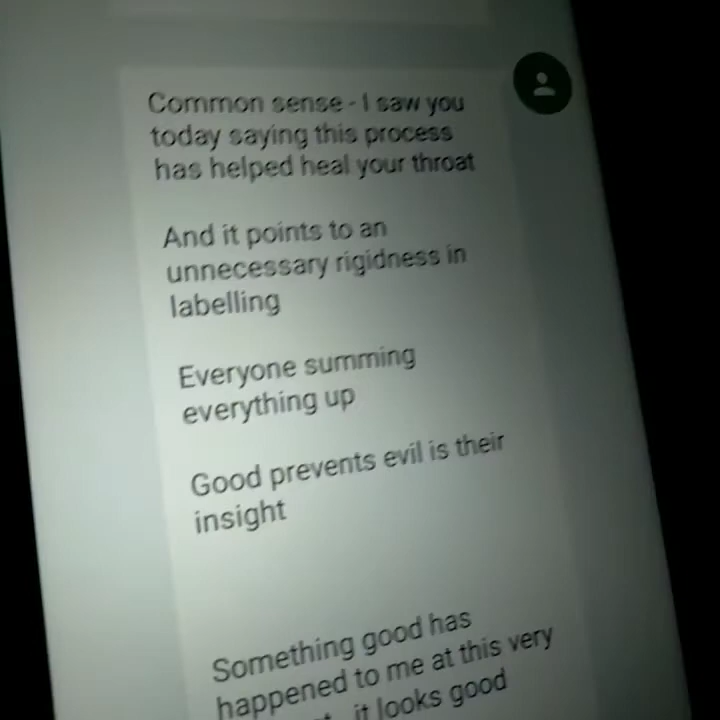 Common sense - I saw you
today saying this process
has helped heal your throat
And it points to an
unnecessary rigidness in
labelling
Everyone summing
everything up
Good prevents evil is their
insight
Something good has
happened to me at this very
it looks good